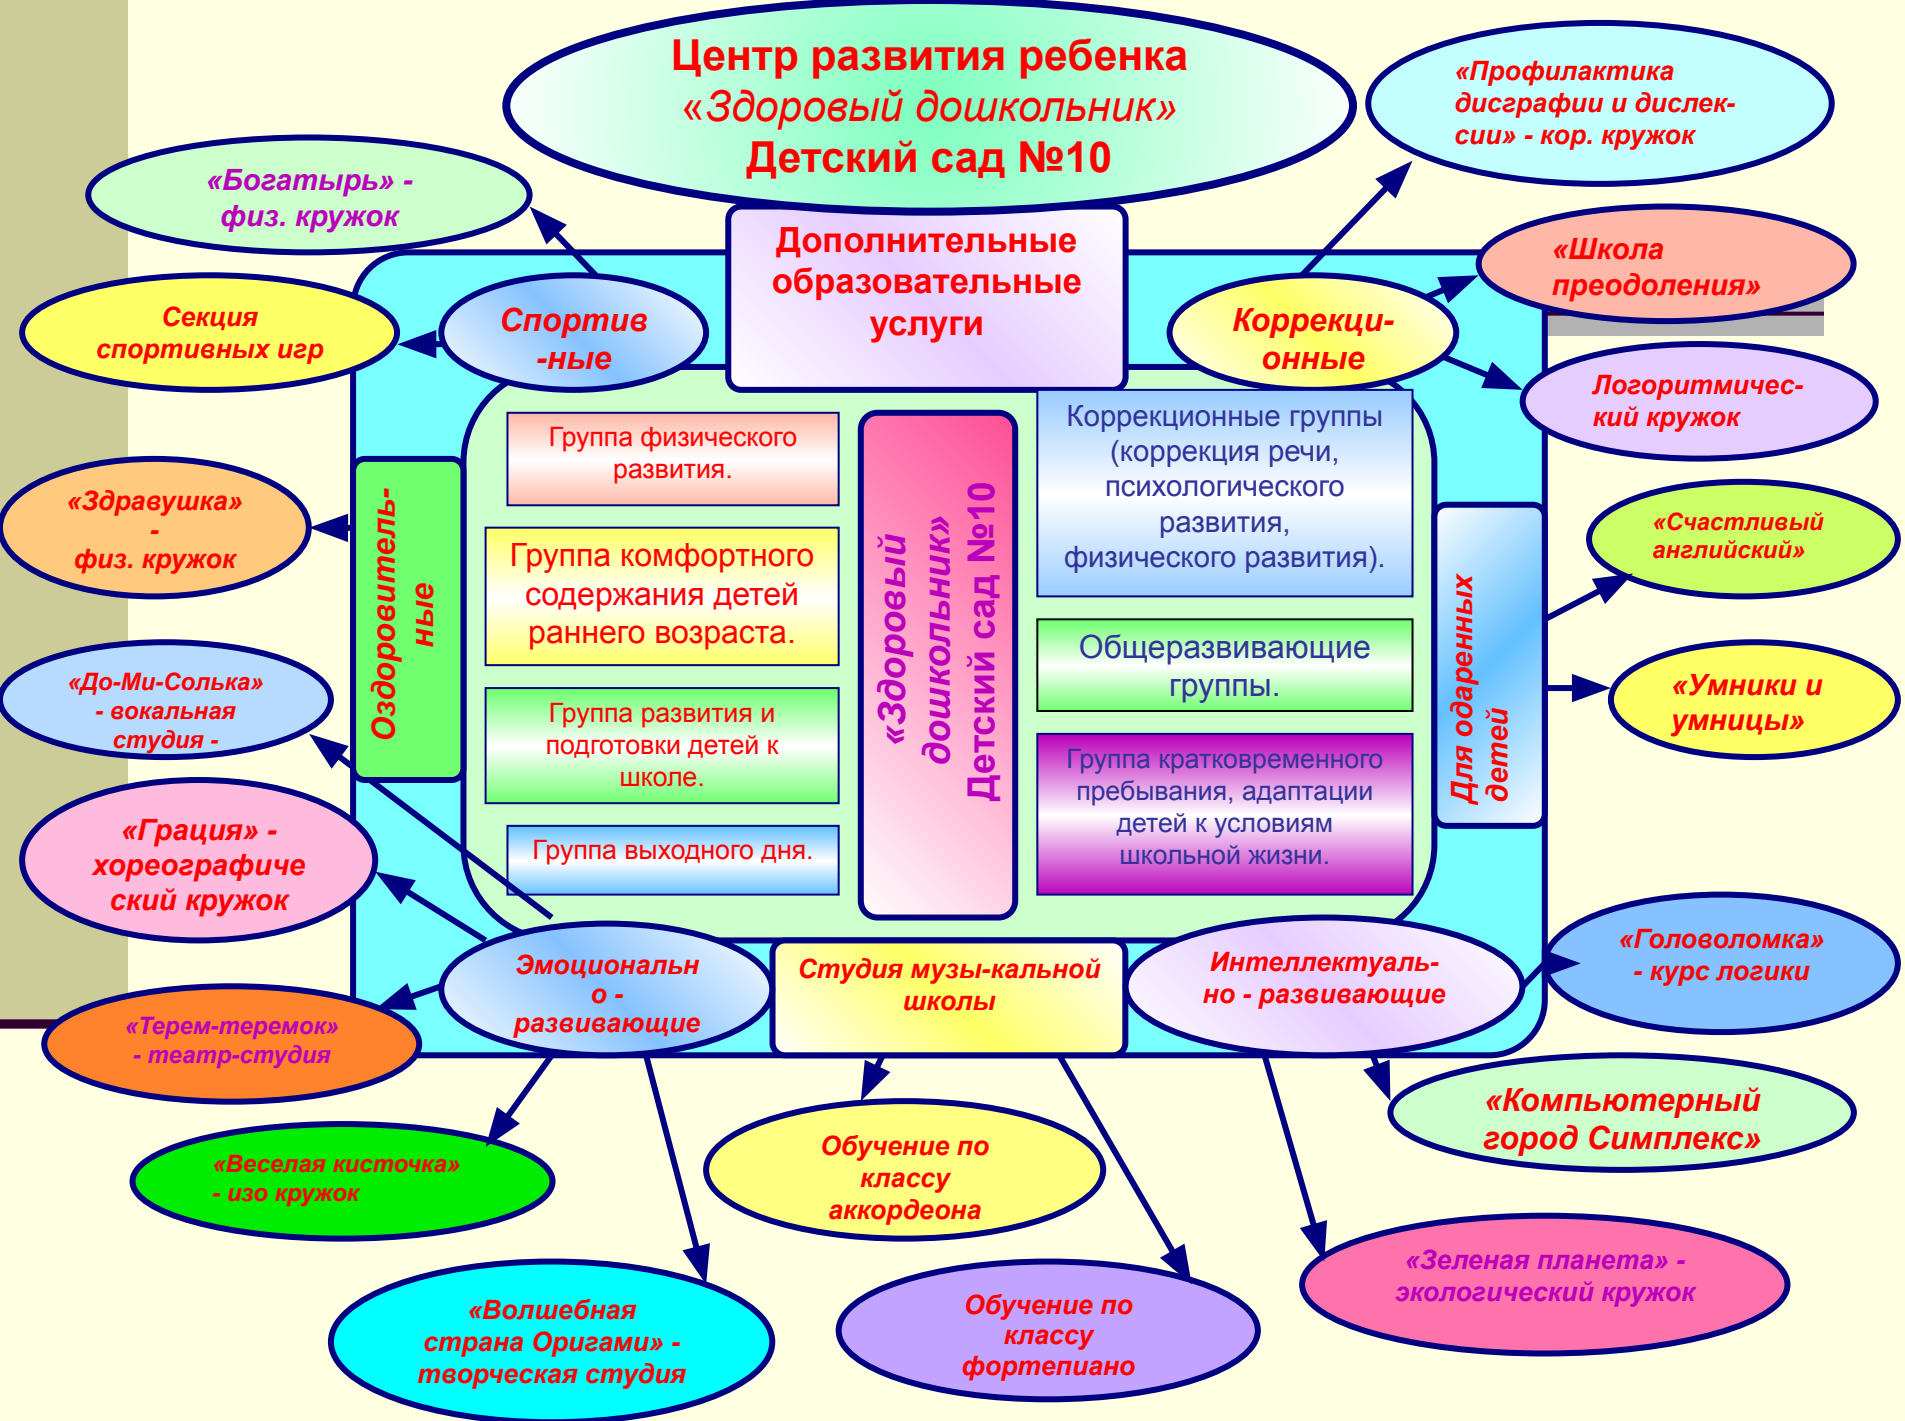 Центр развития ребенка
«Здоровый дошкольник»
Детский сад №10
«Профилактика
дисграфии и дислек-
сии» - кор. кружок
«Богатырь» -
физ. кружок
Дополнительные
образовательные
услуги
«Школа
преодоления»
Секция
спортивных игр
Спортив
-ные
Коррекци-
онные
Логоритмичес-
кий кружок
Группа физического
развития.
Коррекционные группы
(коррекция речи,
психологического
развития,
физического развития).
«Здравушка»
-
физ. кружок
Оздоровитель-
ные
Группа комфортного
содержания детей
раннего возраста.
«Здоровый
дошкольник»
Детский сад №10
Общеразвивающие
группы.
Для одаренных
детей
«Счастливый
английский»
«До-Ми-Солька»
- вокальная
студия -
Группа развития и
подготовки детей к
школе.
Группа кратковременного
пребывания, адаптации
детей к условиям
школьной жизни.
«Умники и
умницы»
Группа выходного дня.
«Грация» -
хореографиче
ский кружок
Эмоциональн
о -
развивающие
Студия музы-кальной
школы
Интеллектуаль-
но - развивающие
«Головоломка»
- курс логики
«Терем-теремок»
- театр-студия
«Компьютерный
город Симплекс»
«Веселая кисточка»
- изо кружок
Обучение по
классу
аккордеона
«Зеленая планета» -
экологический кружок
«Волшебная
страна Оригами» -
творческая студия
Обучение по
классу
фортепиано